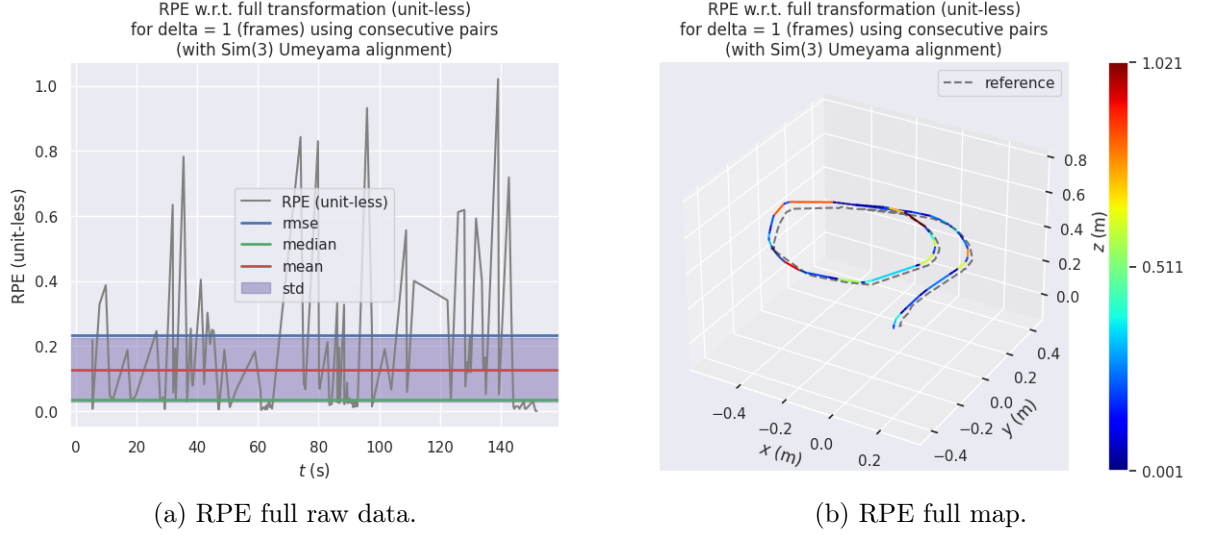 RPE w.r.t. full transformation (unit-less)
for delta = 1 (frames) using consecutive pairs
(with Sim(3) Umeyama alignment)
RPE (unit-less)
1.0
0.8
0.6
0.4
0.2
0.0
RPE (unit-less)
rmse
median
mean
std
0 20 40 60 80 100 120 140
t (s)
(a) RPE full raw data.
RPE w.r.t. full transformation (unit-less)
for delta = 1 (frames) using consecutive pairs
(with Sim(3) Umeyama alignment)
reference
0.8
0.6
0.4
0.2
0.0
z (m)
0.4
0.2
0.0
−0.2
−0.4
y (m)
−0.4
−0.2
0.0
0.2
x (m)
1.021
0.511
0.001
(b) RPE full map.